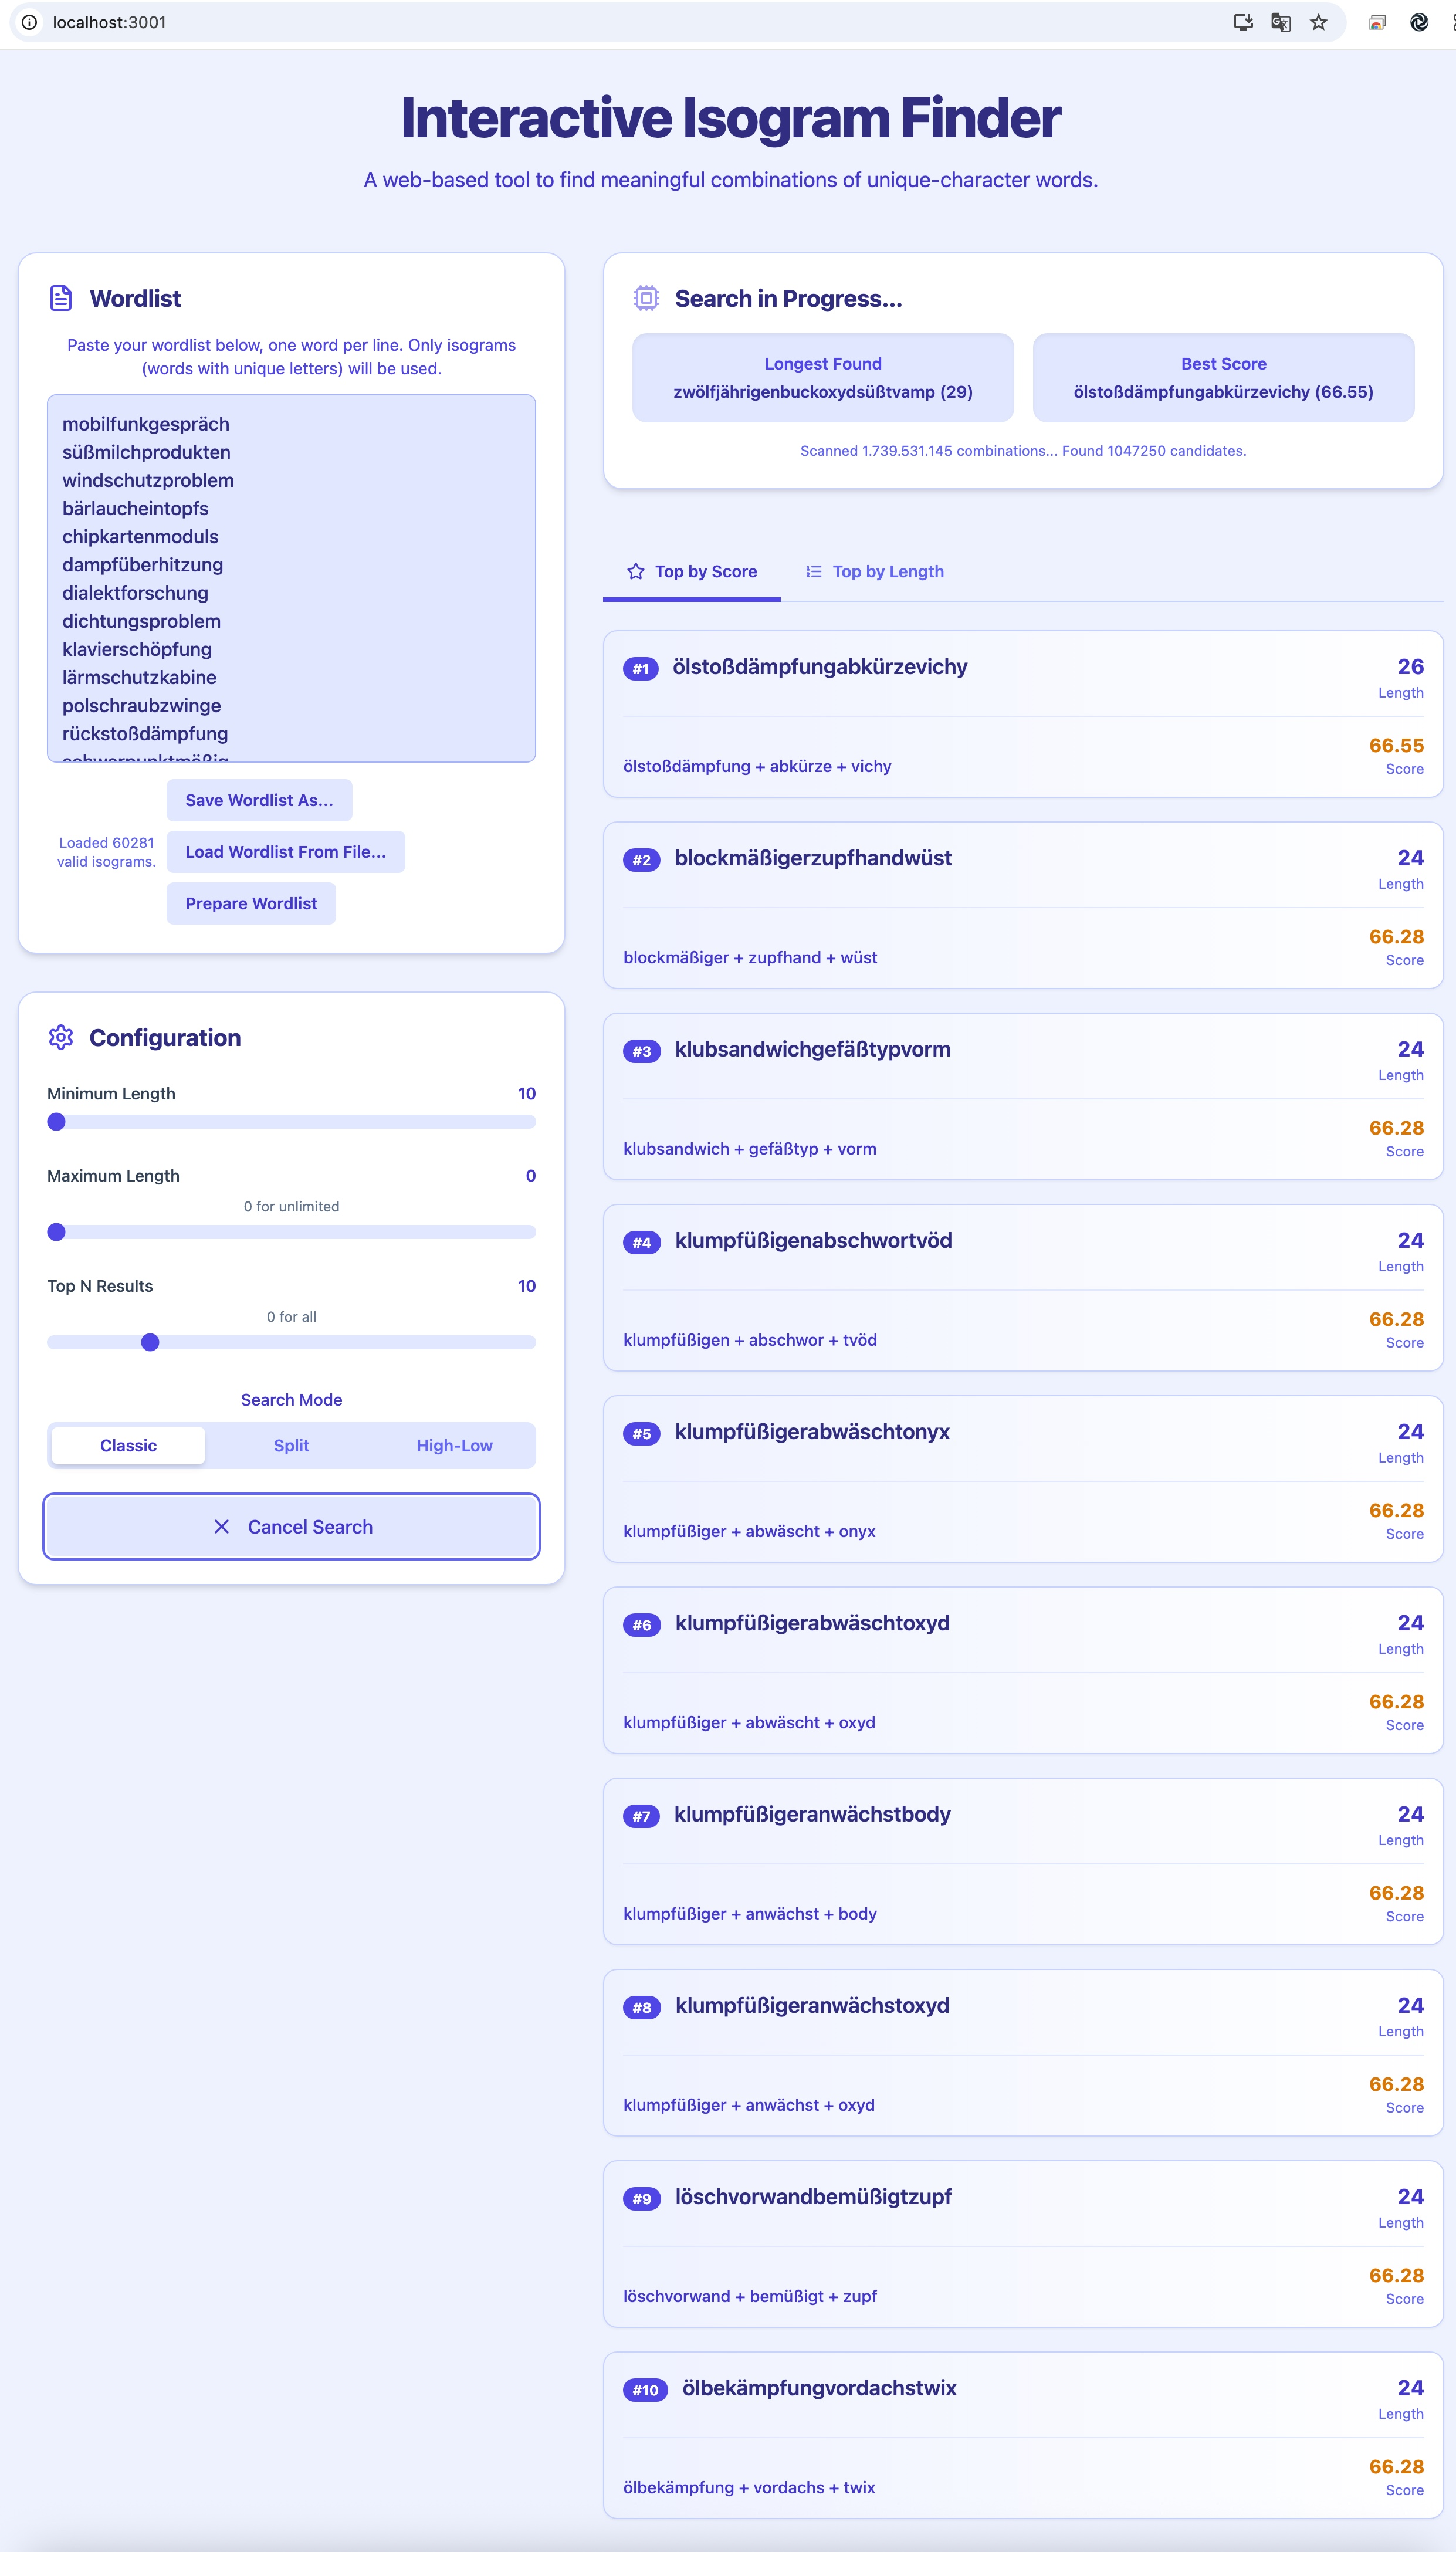 localhost:3001
Interactive Isogram Finder
A web-based tool to find meaningful combinations of unique-character words.
Wordlist
Paste your wordlist below, one word per line. Only isograms
(words with unique letters) will be used.
mobilfunkgespräch
süßmilchprodukten
windschutzproblem
bärlaucheintopfs
chipkartenmoduls
dampfüberhitzung
dialektforschung
dichtungsproblem
klavierschöpfung
lärmschutzkabine
polschraubzwinge
rückstoßdämpfung
schwerpunktmäßig
Save Wordlist As...
Loaded 60281
valid isograms.
Load Wordlist From File...
Prepare Wordlist
Configuration
Minimum Length 10
Maximum Length 0
0 for unlimited
Top N Results 10
0 for all
Search Mode
Classic Split High-Low
Cancel Search
Search in Progress...
Longest Found
zwölfjährigenbuckoxydsüßtvamp (29)
Best Score
ölstoßdämpfungabkürzevichy (66.55)
Scanned 1.739.531.145 combinations... Found 1047250 candidates.
Top by Score Top by Length
#1 ölstoßdämpfungabkürzevichy 26
Length
66.55
ölstoßdämpfung + abkürze + vichy Score
#2 blockmäßigerzupfhandwüst 24
Length
66.28
blockmäßiger + zupfhand + wüst Score
#3 klubsandwichgefäßtypvorm 24
Length
66.28
klubsandwich + gefäßtyp + vorm Score
#4 klumpfüßigenabschwortvöd 24
Length
66.28
klumpfüßigen + abschwor + tvöd Score
#5 klumpfüßigerabwäschtonyx 24
Length
66.28
klumpfüßiger + abwäscht + onyx Score
#6 klumpfüßigerabwäschtoxyd 24
Length
66.28
klumpfüßiger + abwäscht + oxyd Score
#7 klumpfüßigeranwächstbody 24
Length
66.28
klumpfüßiger + anwächst + body Score
#8 klumpfüßigeranwächstoxyd 24
Length
66.28
klumpfüßiger + anwächst + oxyd Score
#9 löschvorwandbemüßigtzupf 24
Length
66.28
löschvorwand + bemüßigt + zupf Score
#10 ölbekämpfungvordachstwix 24
Length
66.28
ölbekämpfung + vordachs + twix Score